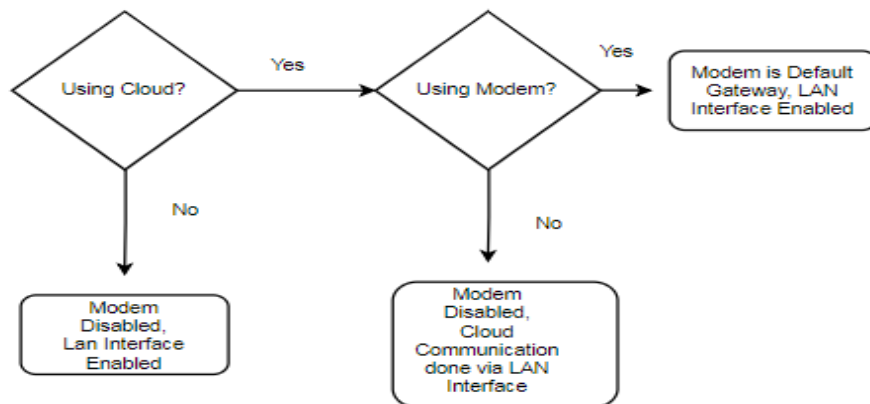 Using Cloud?
Yes
Using Modem?
Yes
Modem is Default
Gateway, LAN
Interface Enabled
No
No
Modem
Disabled,
Lan Interface
Enabled
Modem
Disabled,
Cloud
Communication
done via LAN
Interface